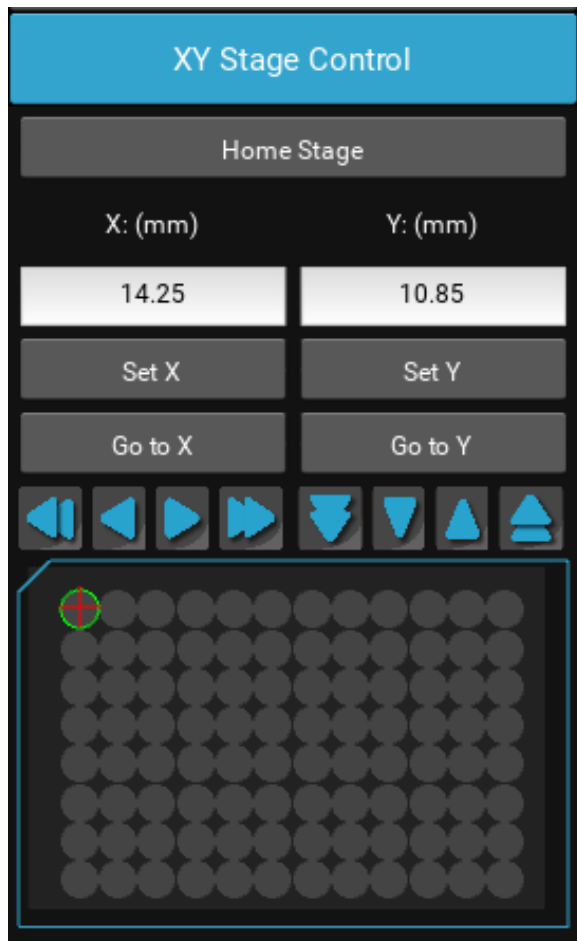 XY Stage Control
Home Stage
X: (mm) Y: (mm)
14.25 10.85
Set X Set Y
Go to X Go to Y